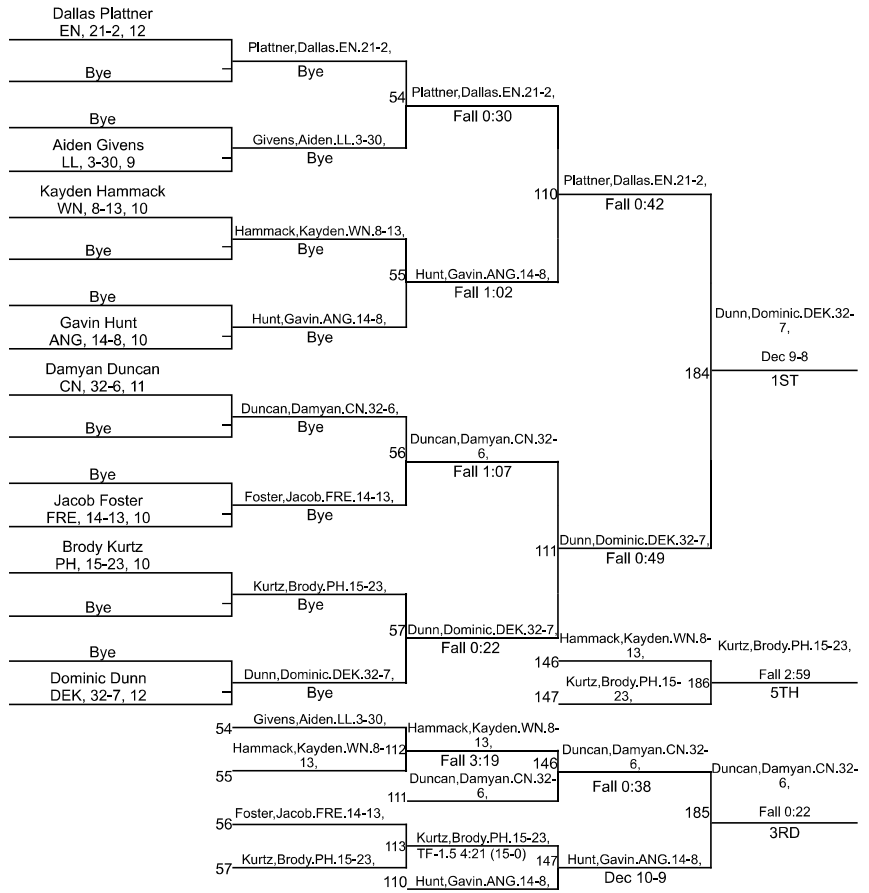 Dallas Plattner
EN, 21-2, 12
Bye
Bye
Aiden Givens
LL, 3-30, 9
Kayden Hammack
WN, 8-13, 10
Bye
Bye
Gavin Hunt
ANG, 14-8, 10
Damyan Duncan
CN, 32-6, 11
Bye
Bye
Jacob Foster
FRE, 14-13, 10
Brody Kurtz
PH, 15-23, 10
Bye
Bye
Dominic Dunn
DEK, 32-7, 12
Plattner,Dallas.EN.21-2,
Bye
Givens,Aiden.LL.3-30,
Bye
Hammack,Kayden.WN.8-13,
Bye
Hunt,Gavin.ANG.14-8,
Bye
Duncan,Damyan.CN.32-6,
Bye
Foster,Jacob.FRE.14-13,
Bye
Kurtz,Brody.PH.15-23,
Bye
Dunn,Dominic.DEK.32-7,
Bye
54
Plattner,Dallas.EN.21-2,
Fall 0:30
55
Hunt,Gavin.ANG.14-8,
Fall 1:02
56
Duncan,Damyan.CN.32-
6,
Fall 1:07
57
Dunn,Dominic.DEK.32-7,
Fall 0:22
110
Plattner,Dallas.EN.21-2,
Fall 0:42
111
Dunn,Dominic.DEK.32-7,
Fall 0:49
184
Dunn,Dominic.DEK.32-
7,
Dec 9-8
1ST
146
Hammack,Kayden.WN.8-
13,
147
Kurtz,Brody.PH.15-
23,
186
Kurtz,Brody.PH.15-23,
Fall 2:59
5TH
54
Givens,Aiden.LL.3-30,
55
Hammack,Kayden.WN.8-
13,
112
Hammack,Kayden.WN.8-
13,
Fall 3:19
111
Duncan,Damyan.CN.32-
6,
146
Duncan,Damyan.CN.32-
6,
Fall 0:38
56
Foster,Jacob.FRE.14-13,
57
Kurtz,Brody.PH.15-23,
113
Kurtz,Brody.PH.15-23,
TF-1.5 4:21 (15-0)
110
Hunt,Gavin.ANG.14-8,
147
Hunt,Gavin.ANG.14-8,
Dec 10-9
185
Duncan,Damyan.CN.32-
6,
Fall 0:22
3RD